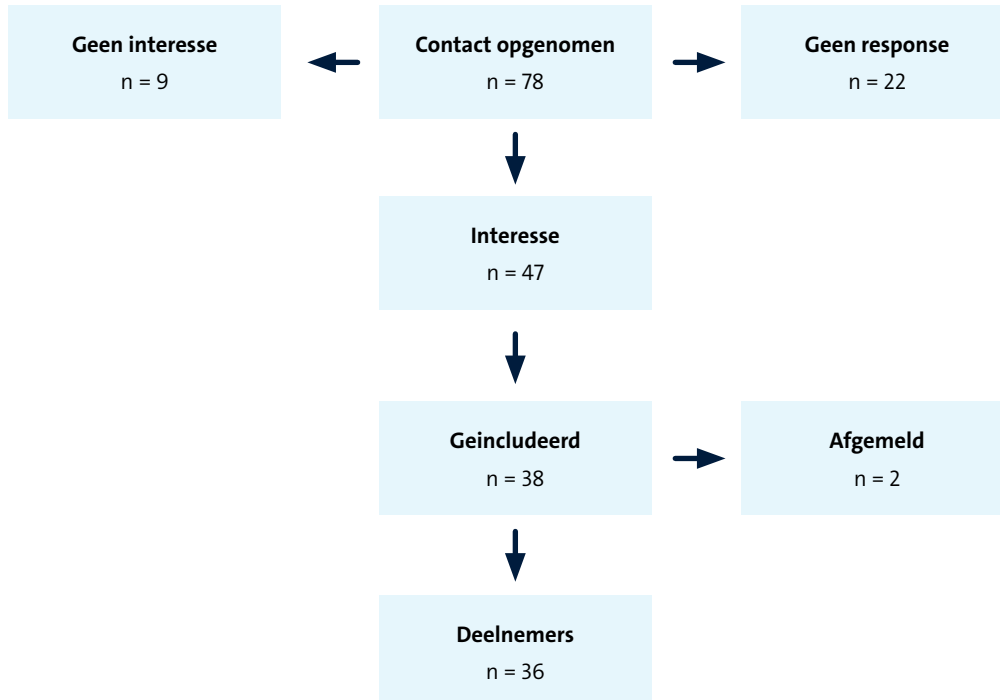 Geen interesse
n = 9
Contact opgenomen
n = 78
Geen response
n = 22
Interesse
n = 47
Geincludeerd
n = 38
Afgemeld
n = 2
Deelnemers
n = 36